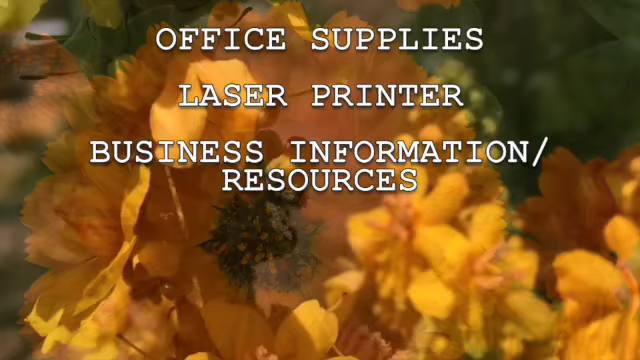 OFFICE SUPPLIES
LASER PRINTER
BUSINESS INFORMATION/
RESOURCES